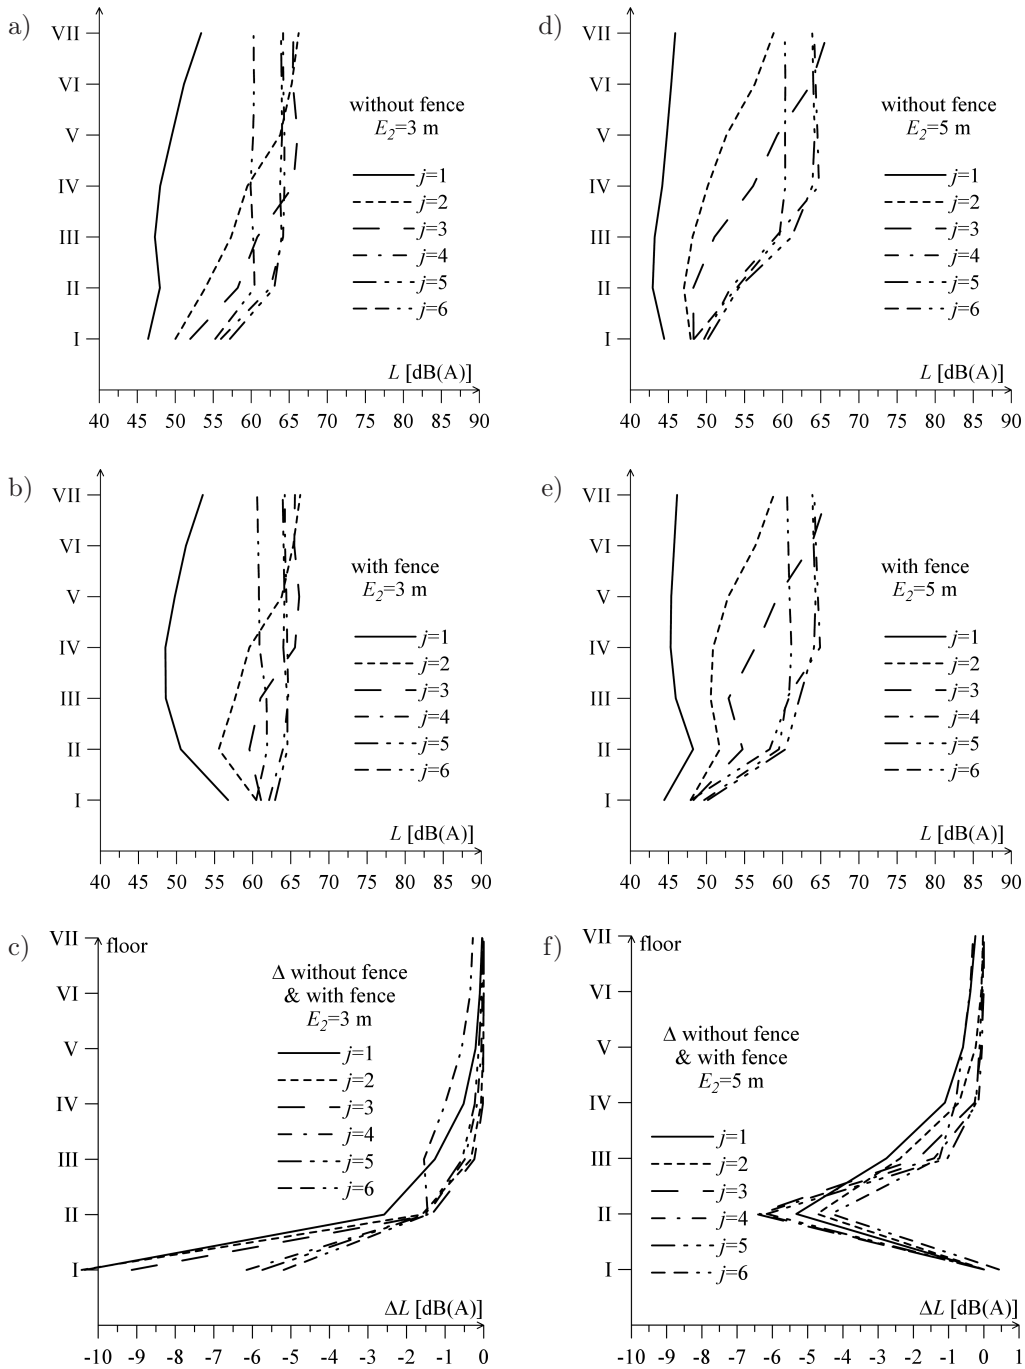 a)
VII
VI
V
IV
III
II
I
without fence
E2=3 m
j=1
j=2
j=3
j=4
j=5
j=6
L [dB(A)]
40 45 50 55 60 65 70 75 80 85 90
d)
VII
VI
V
IV
III
II
I
without fence
E2=5 m
j=1
j=2
j=3
j=4
j=5
j=6
L [dB(A)]
40 45 50 55 60 65 70 75 80 85 90
b)
VII
VI
V
IV
III
II
I
with fence
E2=3 m
j=1
j=2
j=3
j=4
j=5
j=6
L [dB(A)]
40 45 50 55 60 65 70 75 80 85 90
e)
VII
VI
V
IV
III
II
I
with fence
E2=5 m
j=1
j=2
j=3
j=4
j=5
j=6
L [dB(A)]
40 45 50 55 60 65 70 75 80 85 90
c)
floor
VII
VI
V
IV
III
II
I
Δ without fence
& with fence
E2=3 m
j=1
j=2
j=3
j=4
j=5
j=6
ΔL [dB(A)]
-10 -9 -8 -7 -6 -5 -4 -3 -2 -1 0
f)
floor
VII
VI
V
IV
III
II
I
Δ without fence
& with fence
E2=5 m
j=1
j=2
j=3
j=4
j=5
j=6
ΔL [dB(A)]
-10 -9 -8 -7 -6 -5 -4 -3 -2 -1 0 1